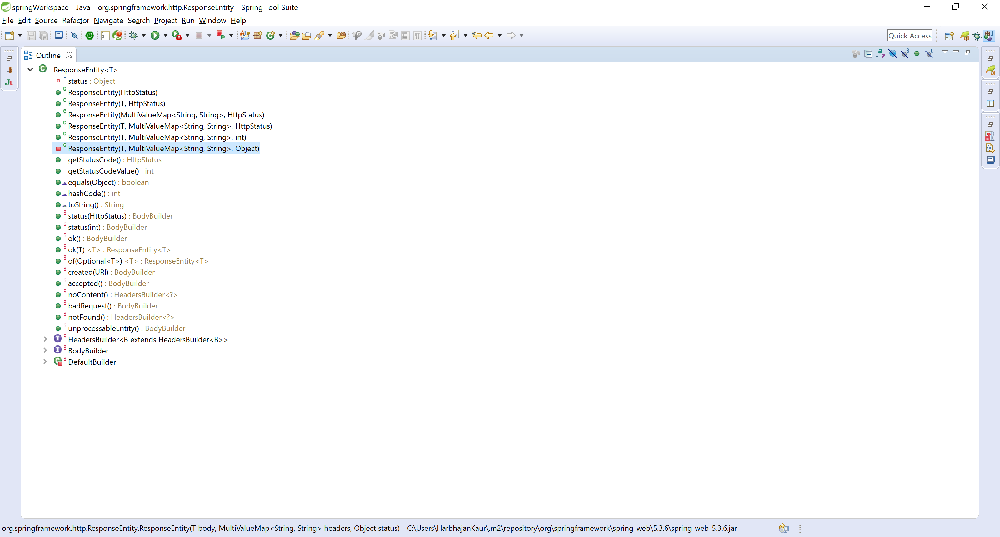 springWorkspace - Java - org.springframework.http.ResponseEntity - Spring Tool Suite
File Edit Source Refactor Navigate Search Project Run Window Help
Quick Access
Outline
ResponseEntity<T>
status : Object
ResponseEntity(HttpStatus)
ResponseEntity(T, HttpStatus)
ResponseEntity(MultiValueMap<String, String>, HttpStatus)
ResponseEntity(T, MultiValueMap<String, String>, HttpStatus)
ResponseEntity(T, MultiValueMap<String, String>, int)
ResponseEntity(T, MultiValueMap<String, String>, Object)
getStatusCode() : HttpStatus
getStatusCodeValue() : int
equals(Object) : boolean
hashCode() : int
toString() : String
status(HttpStatus) : BodyBuilder
status(int) : BodyBuilder
ok() : BodyBuilder
ok(T) <T> : ResponseEntity<T>
of(Optional<T>) <T> : ResponseEntity<T>
created(URI) : BodyBuilder
accepted() : BodyBuilder
noContent() : HeadersBuilder<?>
badRequest() : BodyBuilder
notFound() : HeadersBuilder<?>
unprocessableEntity() : BodyBuilder
HeadersBuilder<B extends HeadersBuilder<B>>
BodyBuilder
DefaultBuilder
org.springframework.http.ResponseEntity.ResponseEntity(T body, MultiValueMap<String, String> headers, Object status) - C:\Users\HarbhajanKaur\.m2\repository\org\springframework\spring-web\5.3.6\spring-web-5.3.6.jar